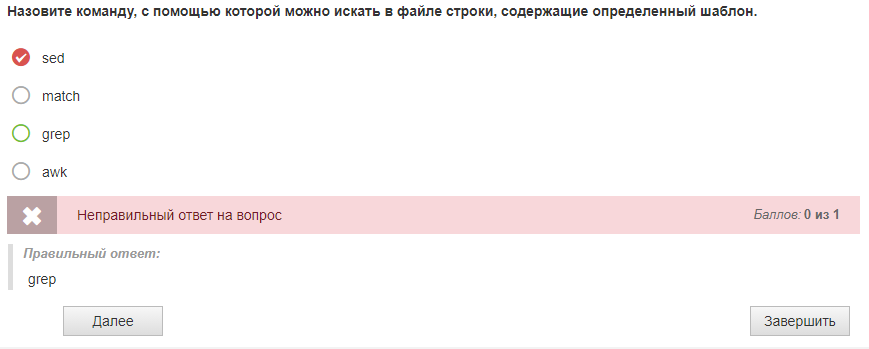 Назовите команду, с помощью которой можно искать в файле строки, содержащие определенный шаблон.
sed
match
grep
awk
Неправильный ответ на вопрос
Баллов: 0 из 1
Правильный ответ:
grep
Далее
Завершить